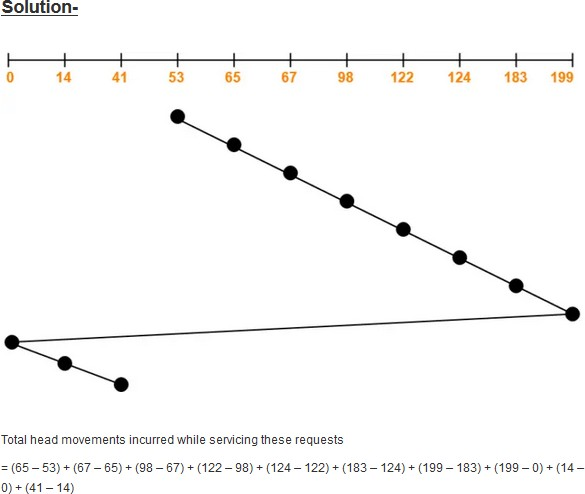 Solution-
0 14 41 53 65 67 98 122 124 183 199
Total head movements incurred while servicing these requests
= (65 – 53) + (67 – 65) + (98 – 67) + (122 – 98) + (124 – 122) + (183 – 124) + (199 – 183) + (199 – 0) + (14 –
0) + (41 – 14)